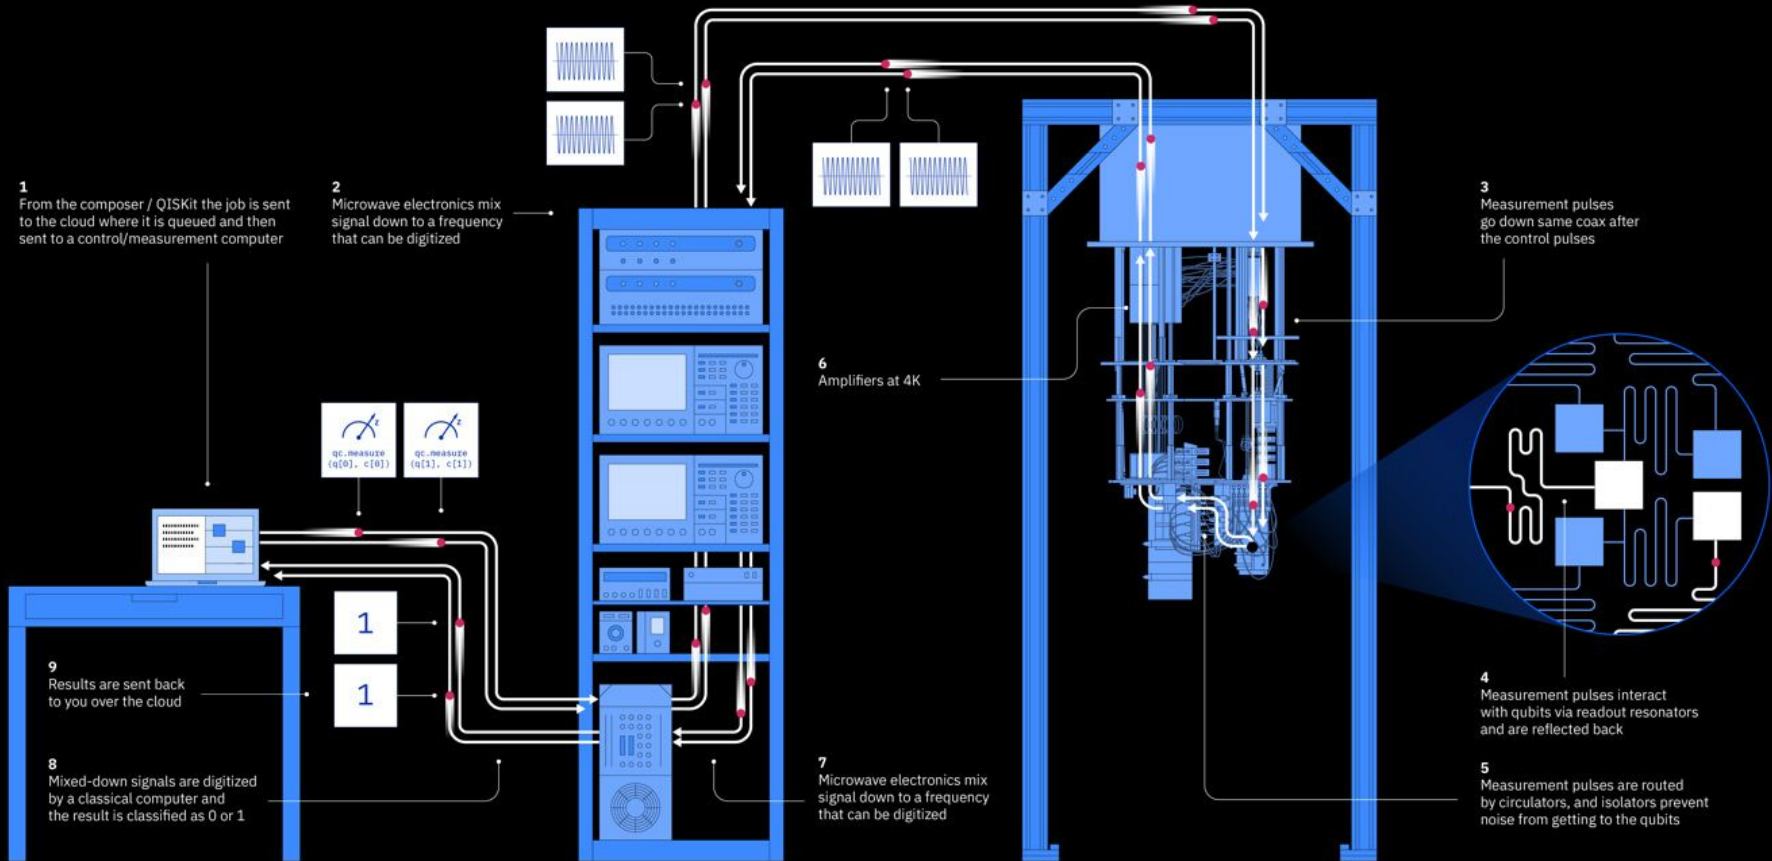 1
From the composer / QISKit the job is sent
to the cloud where it is queued and then
sent to a control/measurement computer
2
Microwave electronics mix
signal down to a frequency
that can be digitized
3
Measurement pulses
go down same coax after
the control pulses
6
Amplifiers at 4K
z
qc.measure
(q[0], c[0])
z
qc.measure
(q[1], c[1])
1
1
9
Results are sent back
to you over the cloud
8
Mixed-down signals are digitized
by a classical computer and
the result is classified as 0 or 1
7
Microwave electronics mix
signal down to a frequency
that can be digitized
4
Measurement pulses interact
with qubits via readout resonators
and are reflected back
5
Measurement pulses are routed
by circulators, and isolators prevent
noise from getting to the qubits